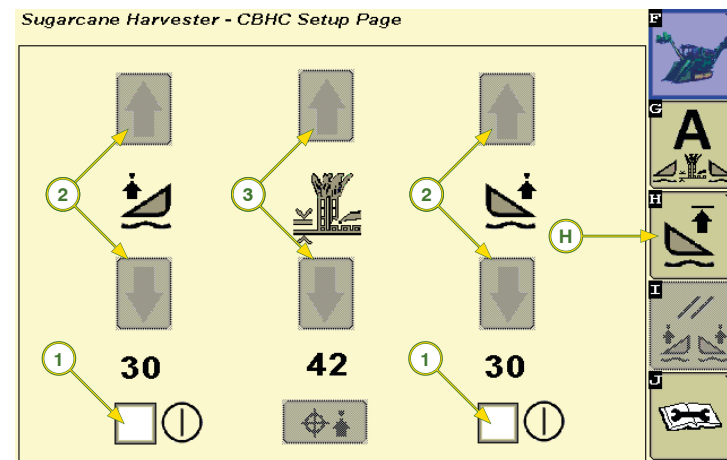 Sugarcane Harvester - CBHC Setup Page
F
G
A
2
3
2
H
H
I
1
30
42
1
30
J